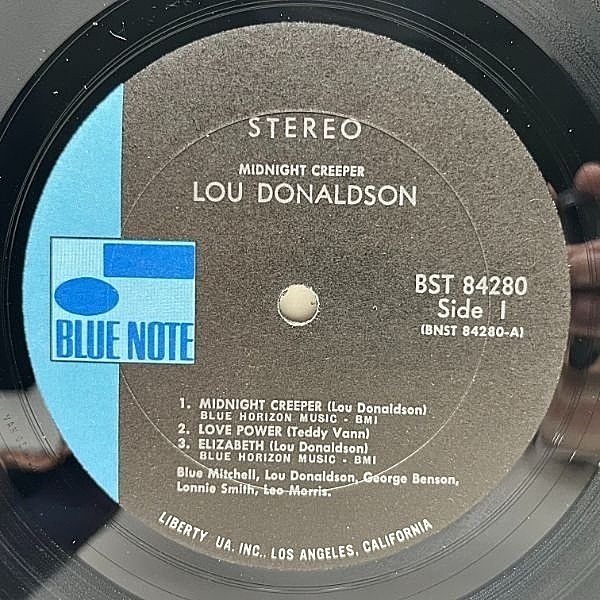 STEREO
MIDNIGHT CREEPER
LOU DONALDSON
BST 84280
Side 1
(BNST 84280-A)
BLUE NOTE
1. MIDNIGHT CREEPER (Lou Donaldson)
BLUE HORIZON MUSIC - BMI
2. LOVE POWER (Teddy Vann)
3. ELIZABETH (Lou Donaldson)
BLUE HORIZON MUSIC - BMI
Blue Mitchell, Lou Donaldson, George Benson,
Lonnie Smith, Leo Morris.
LIBERTY UA, INC., LOS ANGELES, CALIFORNIA